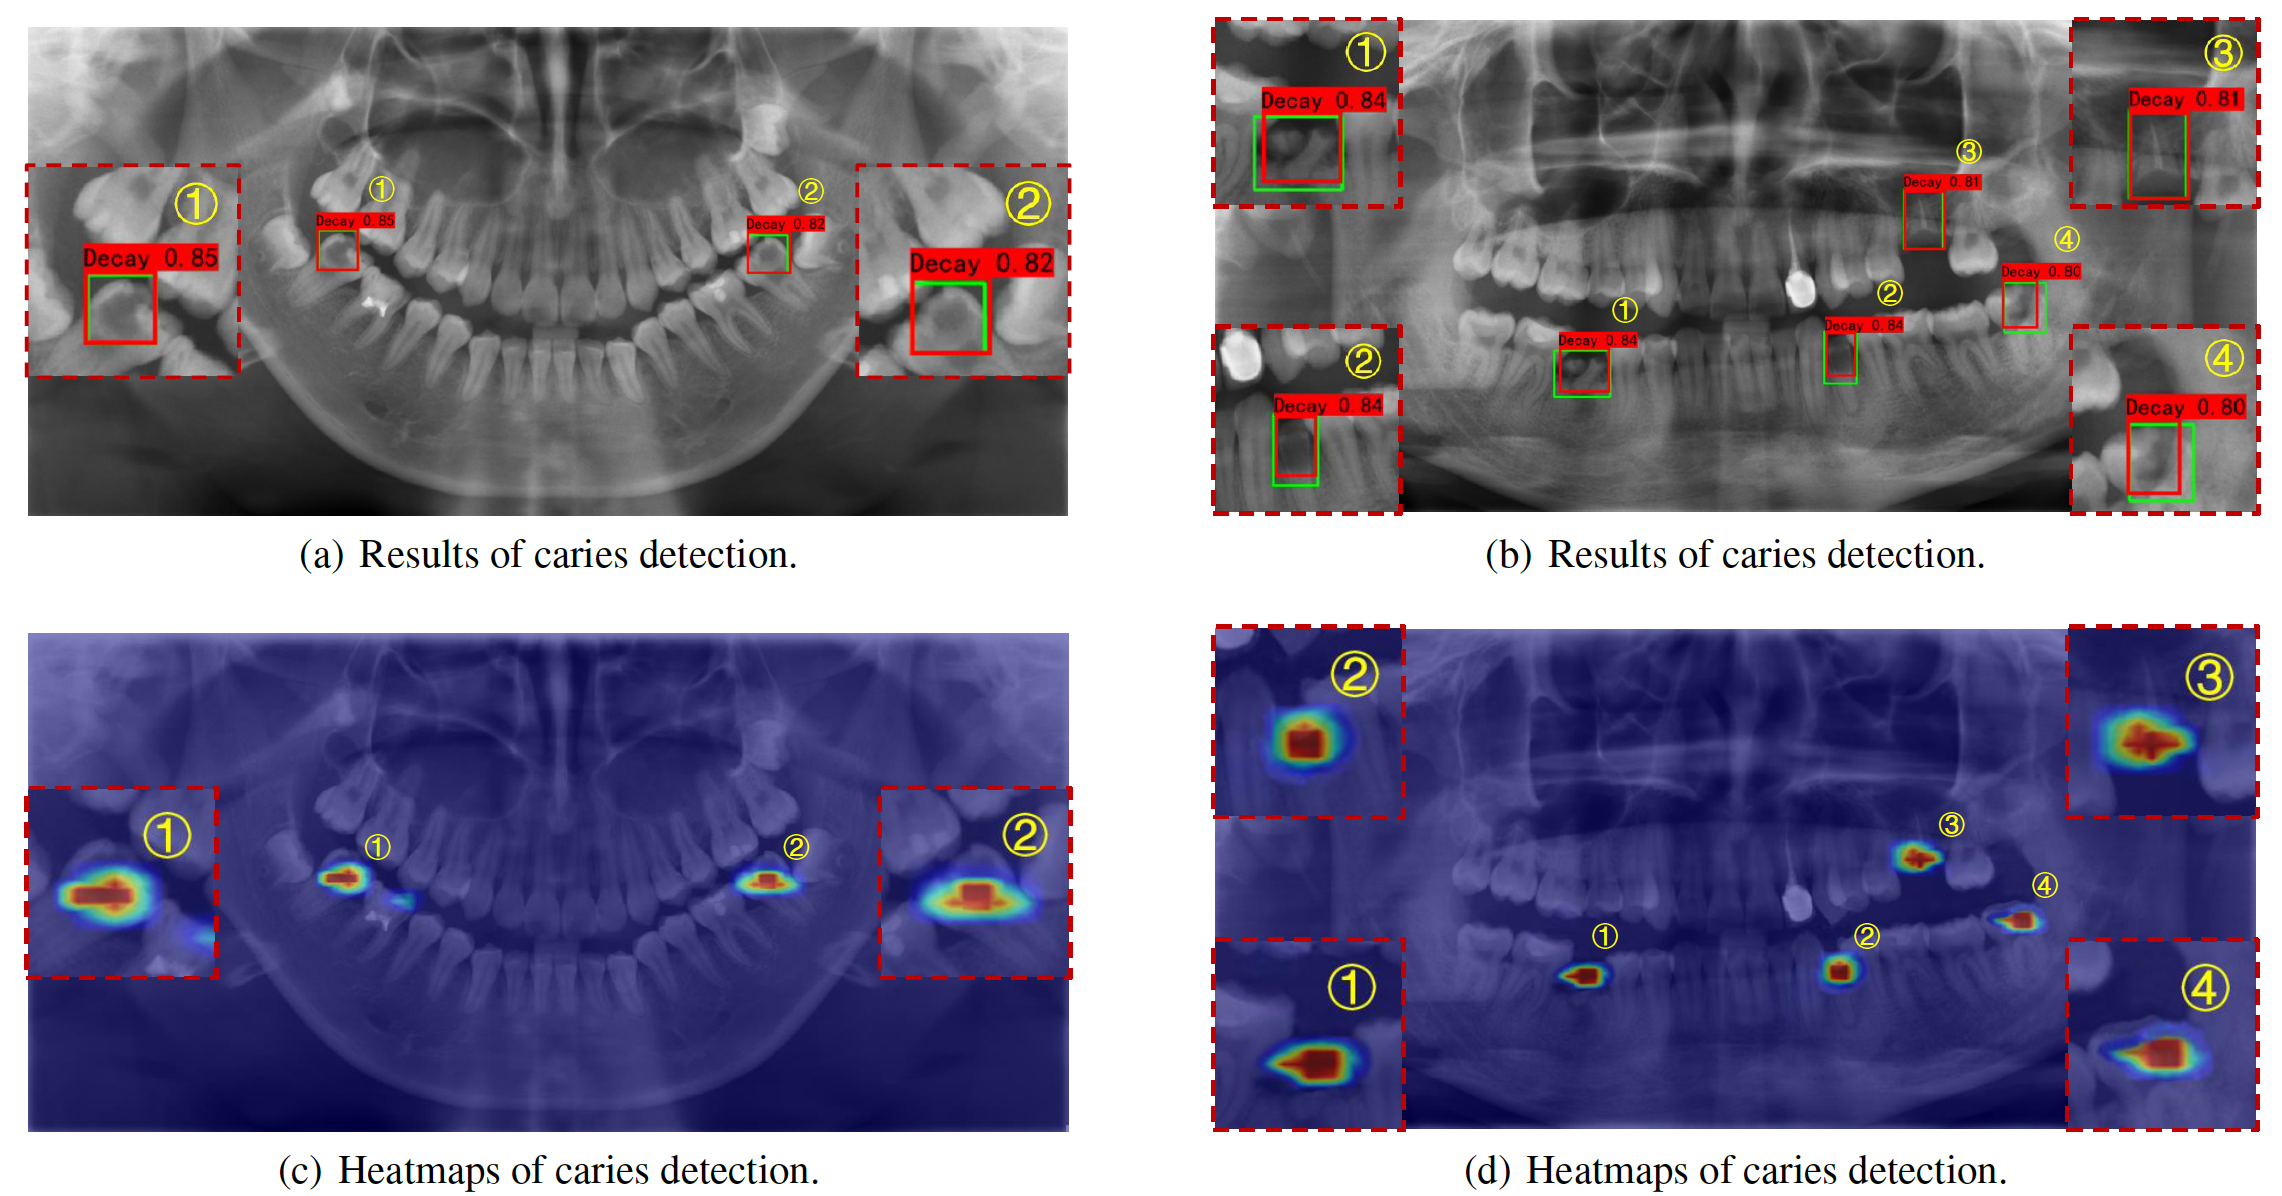 ①
Decay 0.85
②
Decay 0.82
①
Decay 0.85
②
Decay 0.82
(a) Results of caries detection.
①
Decay 0.84
③
Decay 0.81
③
Decay 0.81
④
Decay 0.80
①
Decay 0.84
②
Decay 0.84
②
Decay 0.84
④
Decay 0.80
(b) Results of caries detection.
①
①
②
②
(c) Heatmaps of caries detection.
②
③
③
④
①
②
①
④
(d) Heatmaps of caries detection.